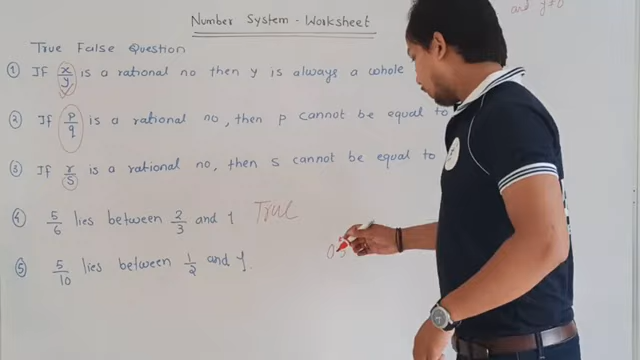 and y≠0
Number System - Worksheet
True False Question
① If x/y is a rational no then y is always a whole
② If p/q is a rational no, then p cannot be equal to
③ If r/s is a rational no, then s cannot be equal to
④ 5/6 lies between 2/3 and 1 True
⑤ 5/10 lies between 1/2 and 1.